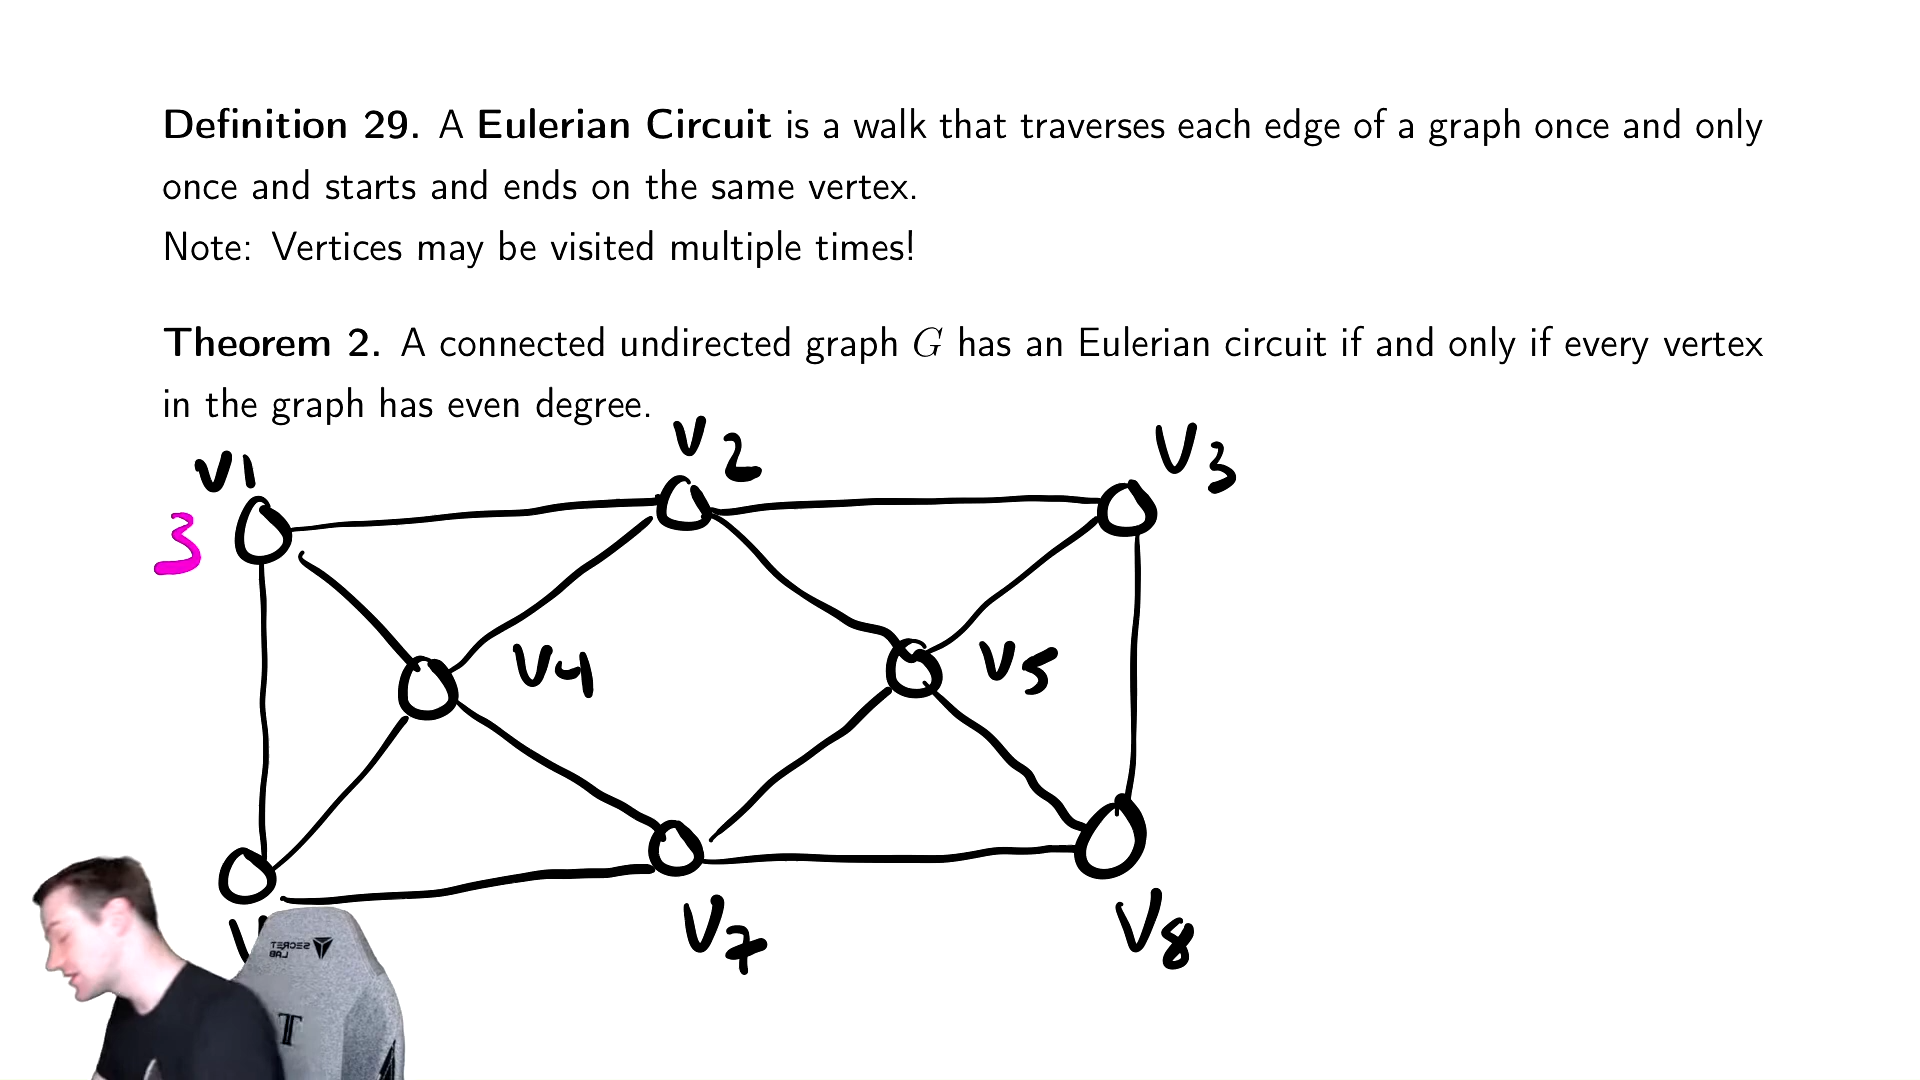 Definition 29. A Eulerian Circuit is a walk that traverses each edge of a graph once and only
once and starts and ends on the same vertex.
Note: Vertices may be visited multiple times!
Theorem 2. A connected undirected graph G has an Eulerian circuit if and only if every vertex
in the graph has even degree.
V1
V2
V3
3
V4
V5
V7
V8
SECRET
LAB
T